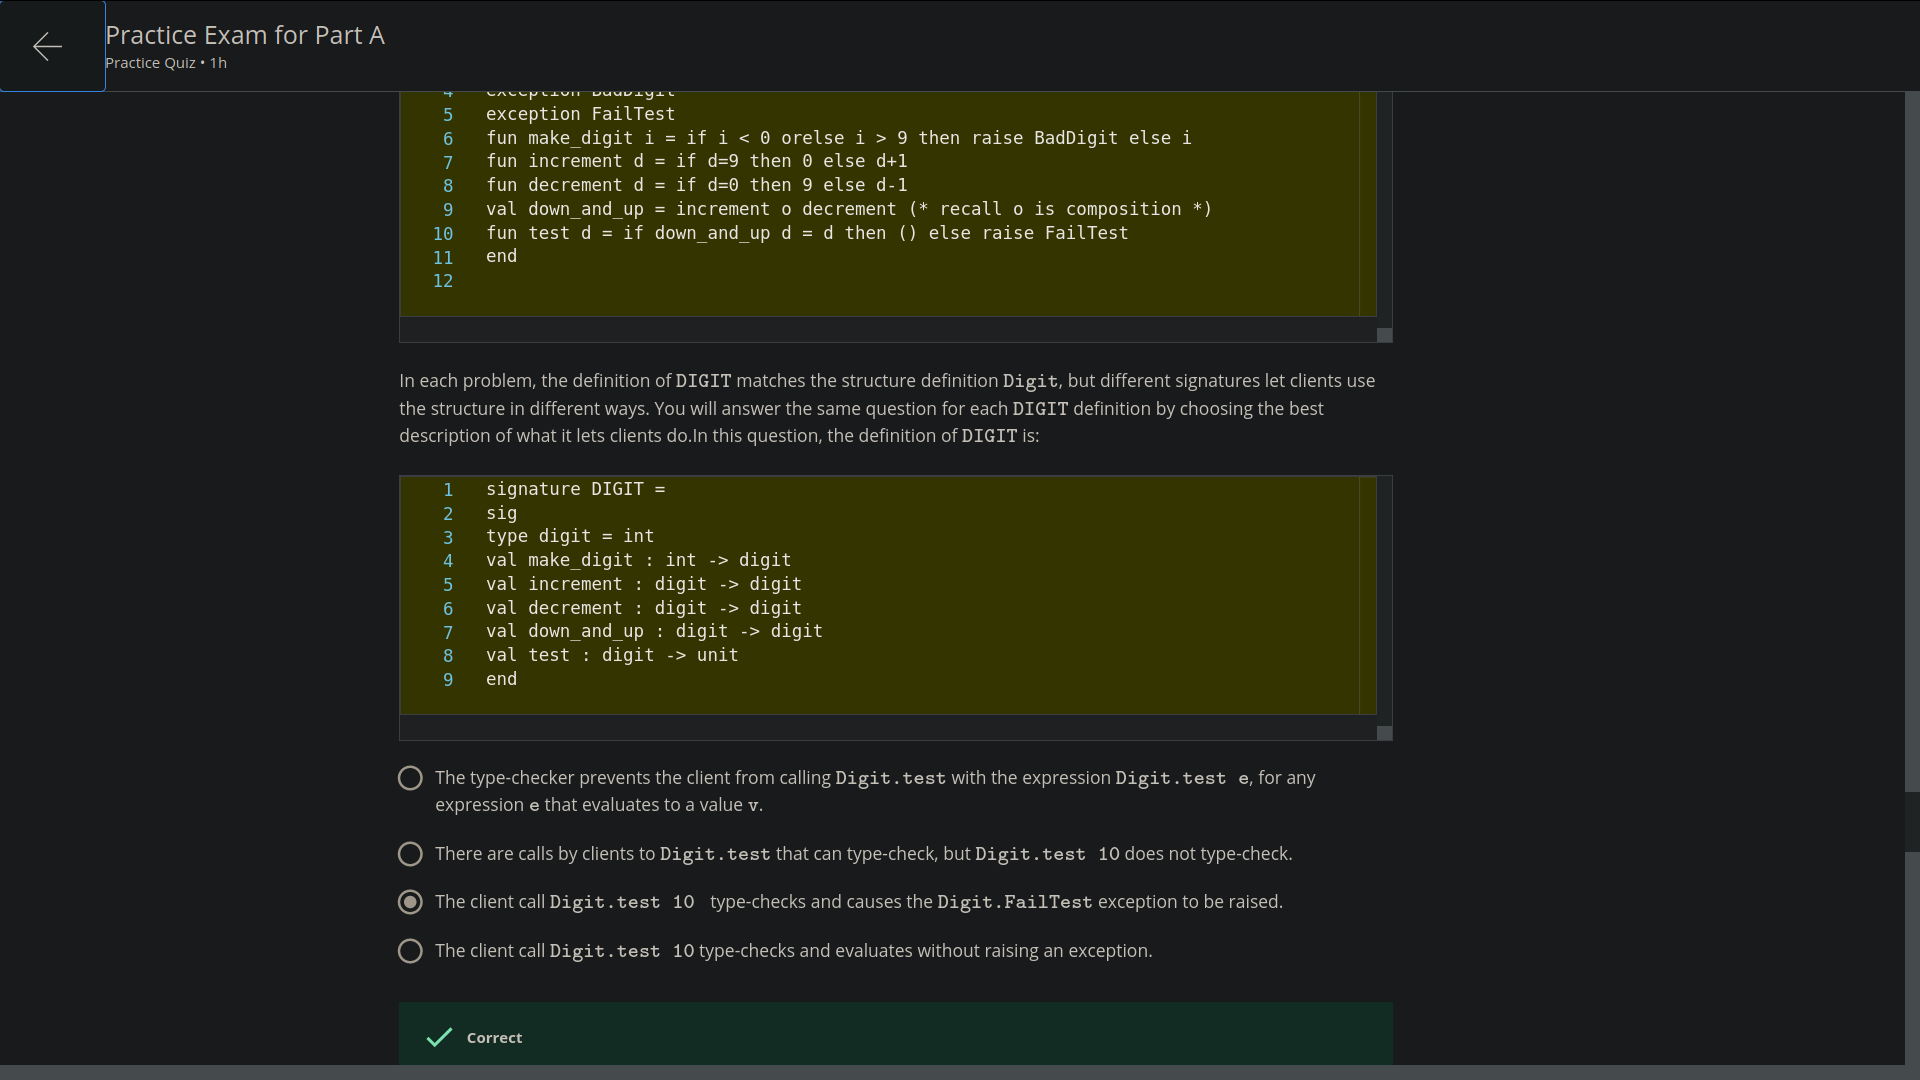 Practice Exam for Part A
Practice Quiz • 1h
4 exception BadDigit
5 exception FailTest
6 fun make_digit i = if i < 0 orelse i > 9 then raise BadDigit else i
7 fun increment d = if d=9 then 0 else d+1
8 fun decrement d = if d=0 then 9 else d-1
9 val down_and_up = increment o decrement (* recall o is composition *)
10 fun test d = if down_and_up d = d then () else raise FailTest
11 end
12
In each problem, the definition of DIGIT matches the structure definition Digit, but different signatures let clients use
the structure in different ways. You will answer the same question for each DIGIT definition by choosing the best
description of what it lets clients do.In this question, the definition of DIGIT is:
1 signature DIGIT =
2 sig
3 type digit = int
4 val make_digit : int -> digit
5 val increment : digit -> digit
6 val decrement : digit -> digit
7 val down_and_up : digit -> digit
8 val test : digit -> unit
9 end
The type-checker prevents the client from calling Digit.test with the expression Digit.test e, for any
expression e that evaluates to a value v.
There are calls by clients to Digit.test that can type-check, but Digit.test 10 does not type-check.
The client call Digit.test 10 type-checks and causes the Digit.FailTest exception to be raised.
The client call Digit.test 10 type-checks and evaluates without raising an exception.
Correct